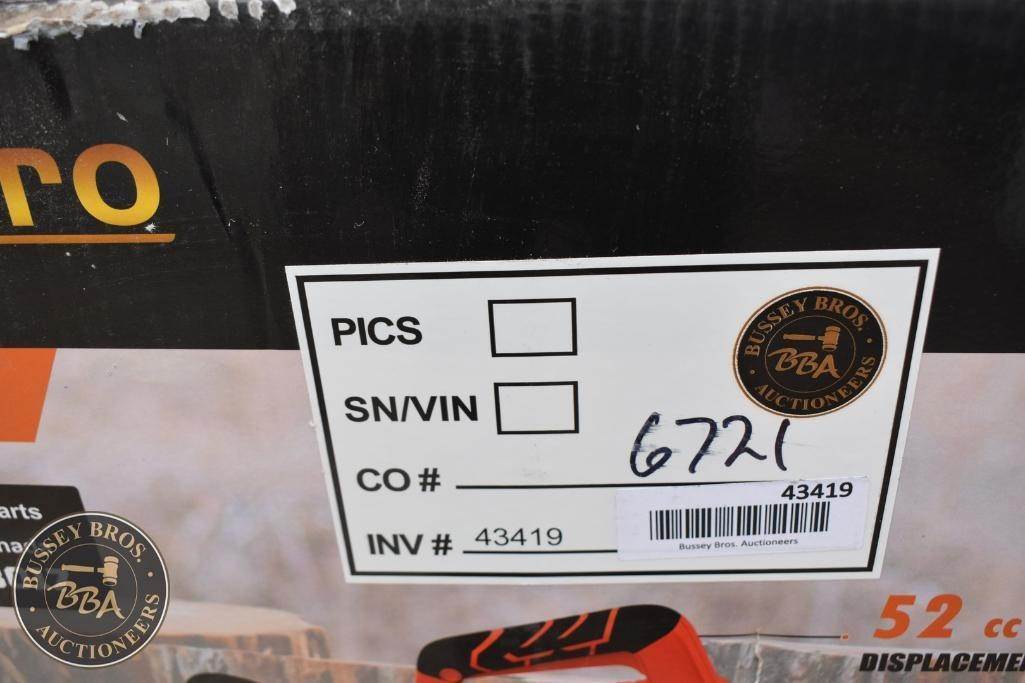 ro
PICS
BUSSEY BROS.
BBA
AUCTIONEERS
SN/VIN
CO # 6721
43419
INV # 43419
Bussey Bros. Auctioneers
arts
BUSSEY BROS.
BBA
AUCTIONEERS
52 cc
DISPLACEME